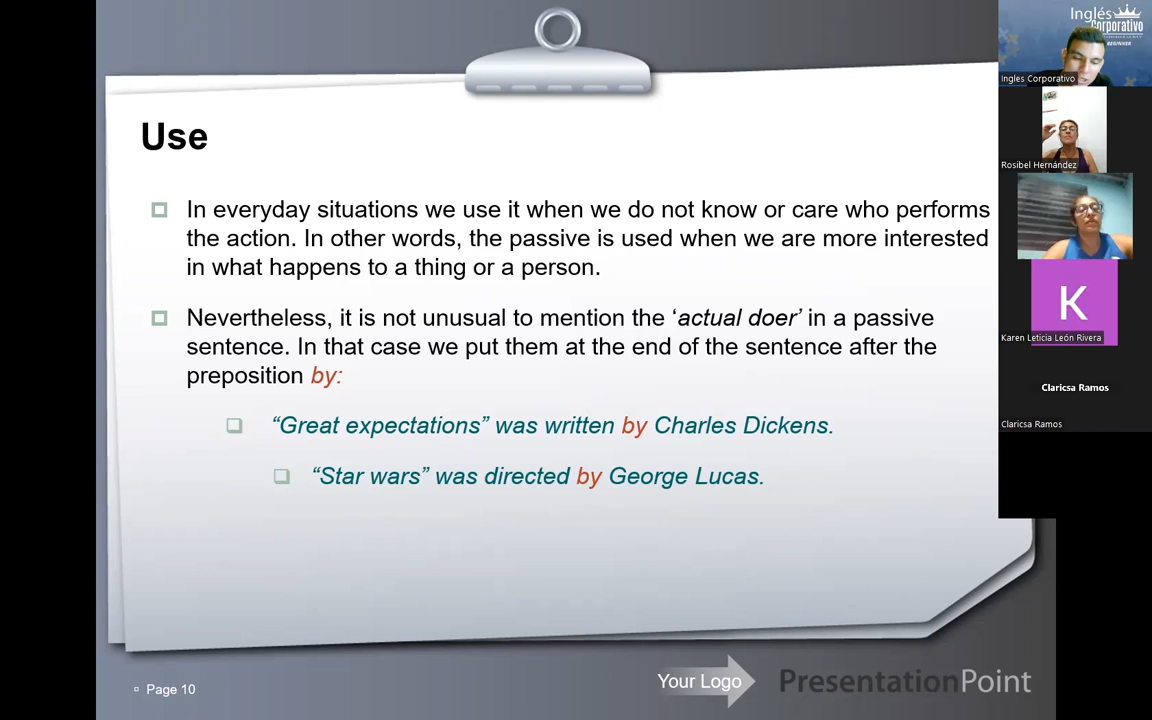 Use
In everyday situations we use it when we do not know or care who performs
the action. In other words, the passive is used when we are more interested
in what happens to a thing or a person.
Nevertheless, it is not unusual to mention the ‘actual doer’ in a passive
sentence. In that case we put them at the end of the sentence after the
preposition by:
“Great expectations” was written by Charles Dickens.
“Star wars” was directed by George Lucas.
Page 10
Your Logo
PresentationPoint
Inglés
Corporativo
BEGINNER
Ingles Corporativo
Rosibel Hernández
K
Karen Leticia León Rivera
Claricsa Ramos
Claricsa Ramos